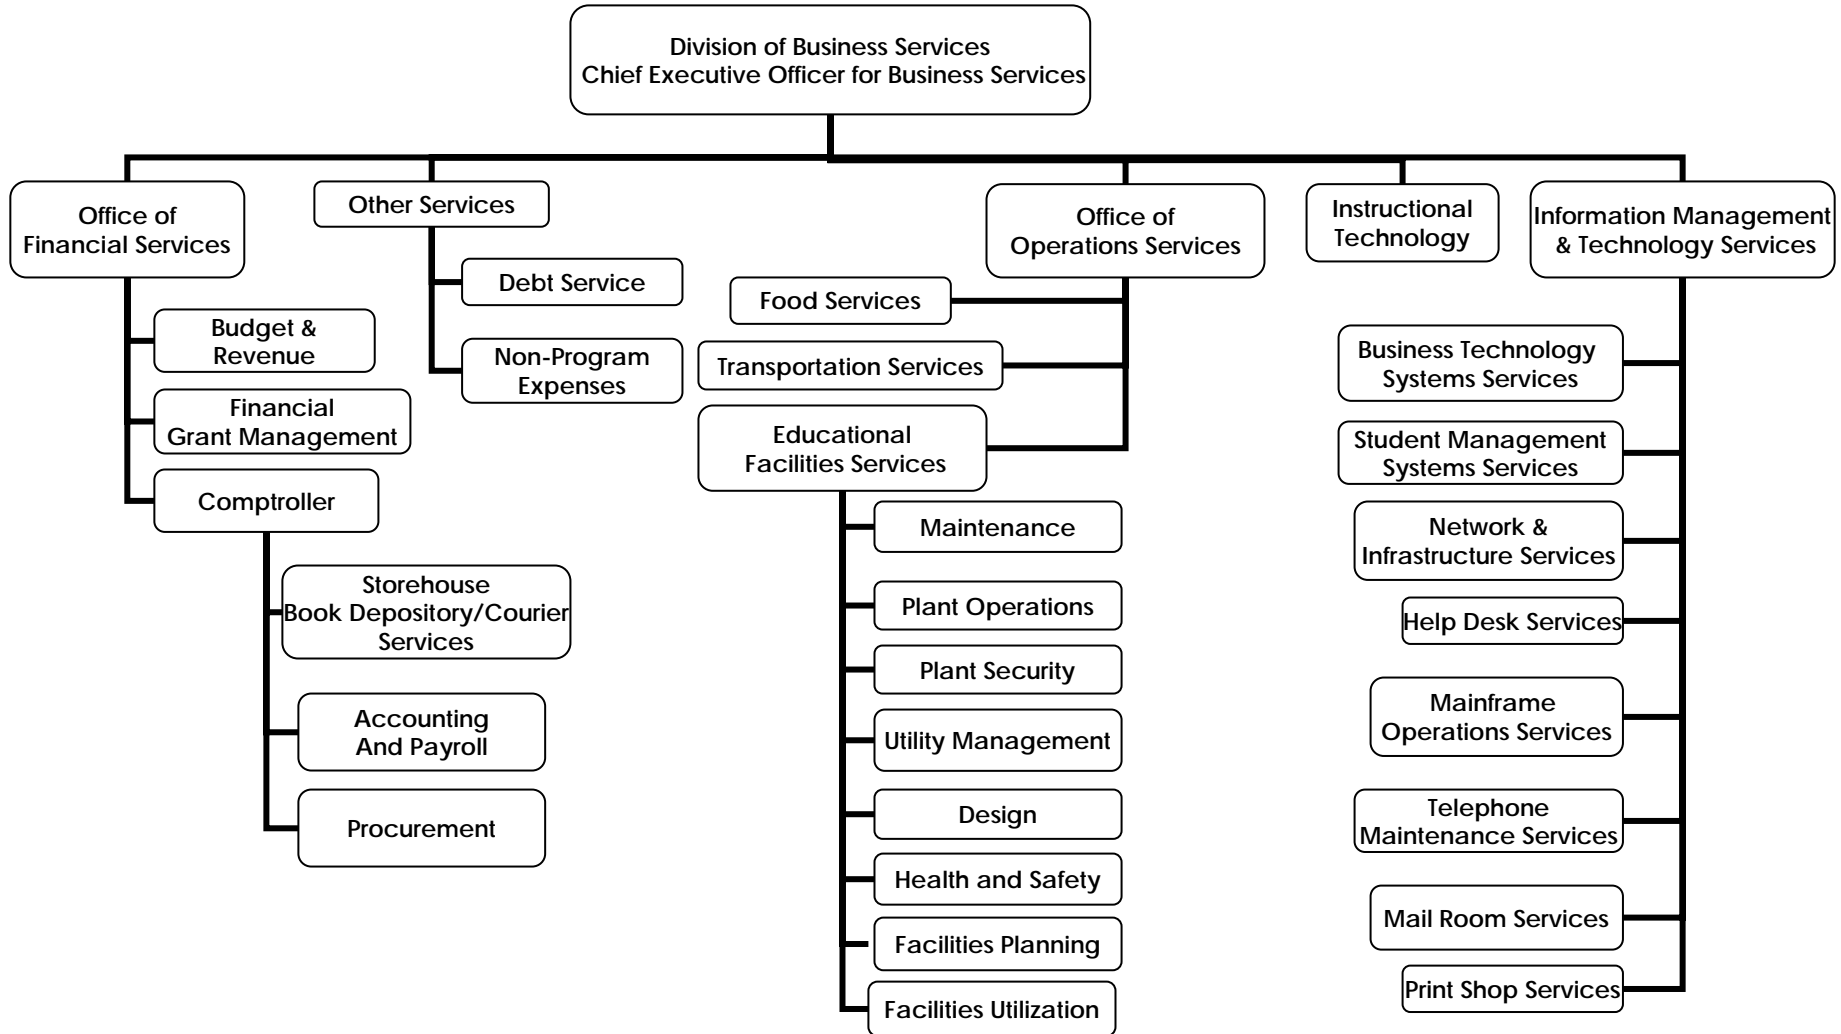 Division of Business Services
Chief Executive Officer for Business Services
Office of
Financial Services
Other Services
Office of
Operations Services
Instructional
Technology
Information Management
& Technology Services
Budget &
Revenue
Financial
Grant Management
Comptroller
Storehouse
Book Depository/Courier
Services
Accounting
And Payroll
Procurement
Debt Service
Non-Program
Expenses
Food Services
Transportation Services
Educational
Facilities Services
Maintenance
Plant Operations
Plant Security
Utility Management
Design
Health and Safety
Facilities Planning
Facilities Utilization
Business Technology
Systems Services
Student Management
Systems Services
Network &
Infrastructure Services
Help Desk Services
Mainframe
Operations Services
Telephone
Maintenance Services
Mail Room Services
Print Shop Services